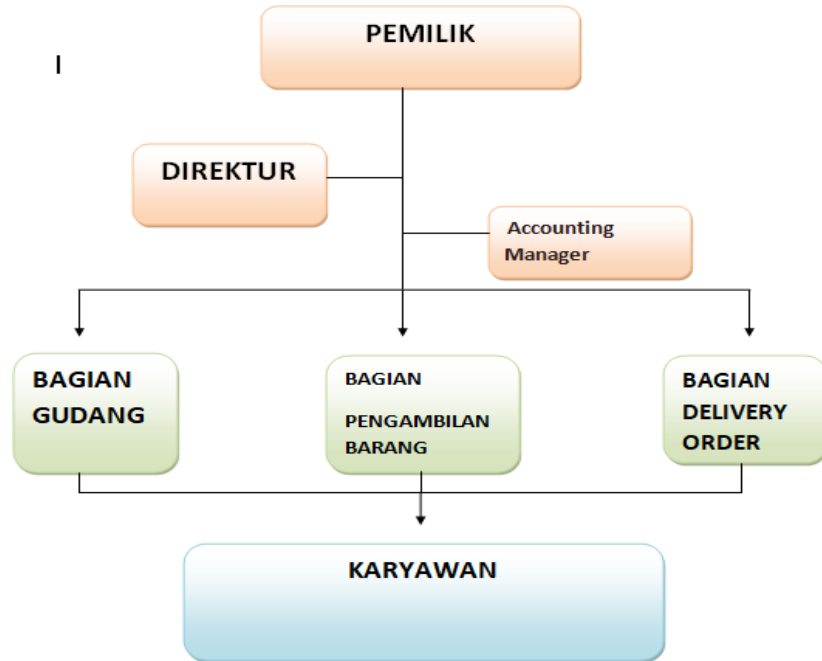 PEMILIK
I
DIREKTUR
Accounting
Manager
BAGIAN
GUDANG
BAGIAN
PENGAMBILAN
BARANG
BAGIAN
DELIVERY
ORDER
KARYAWAN